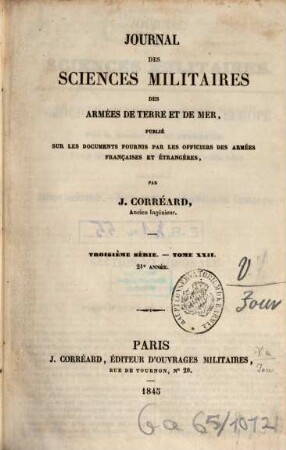 JOURNAL
DES
SCIENCES MILITAIRES
DES
ARMÉES DE TERRE ET DE MER,
PUBLIÉ
SUR LES DOCUMENTS FOURNIS PAR LES OFFICIERS DES ARMÉES
FRANÇAISES ET ÉTRANGÈRES,
PAR
J. CORRÉARD,
Ancien Ingénieur.
TROISIÈME SÉRIE. — TOME XXII.
21e ANNÉE.
PARIS
J. CORRÉARD, ÉDITEUR D'OUVRAGES MILITAIRES,
RUE DE TOURNON, N° 20.
1845